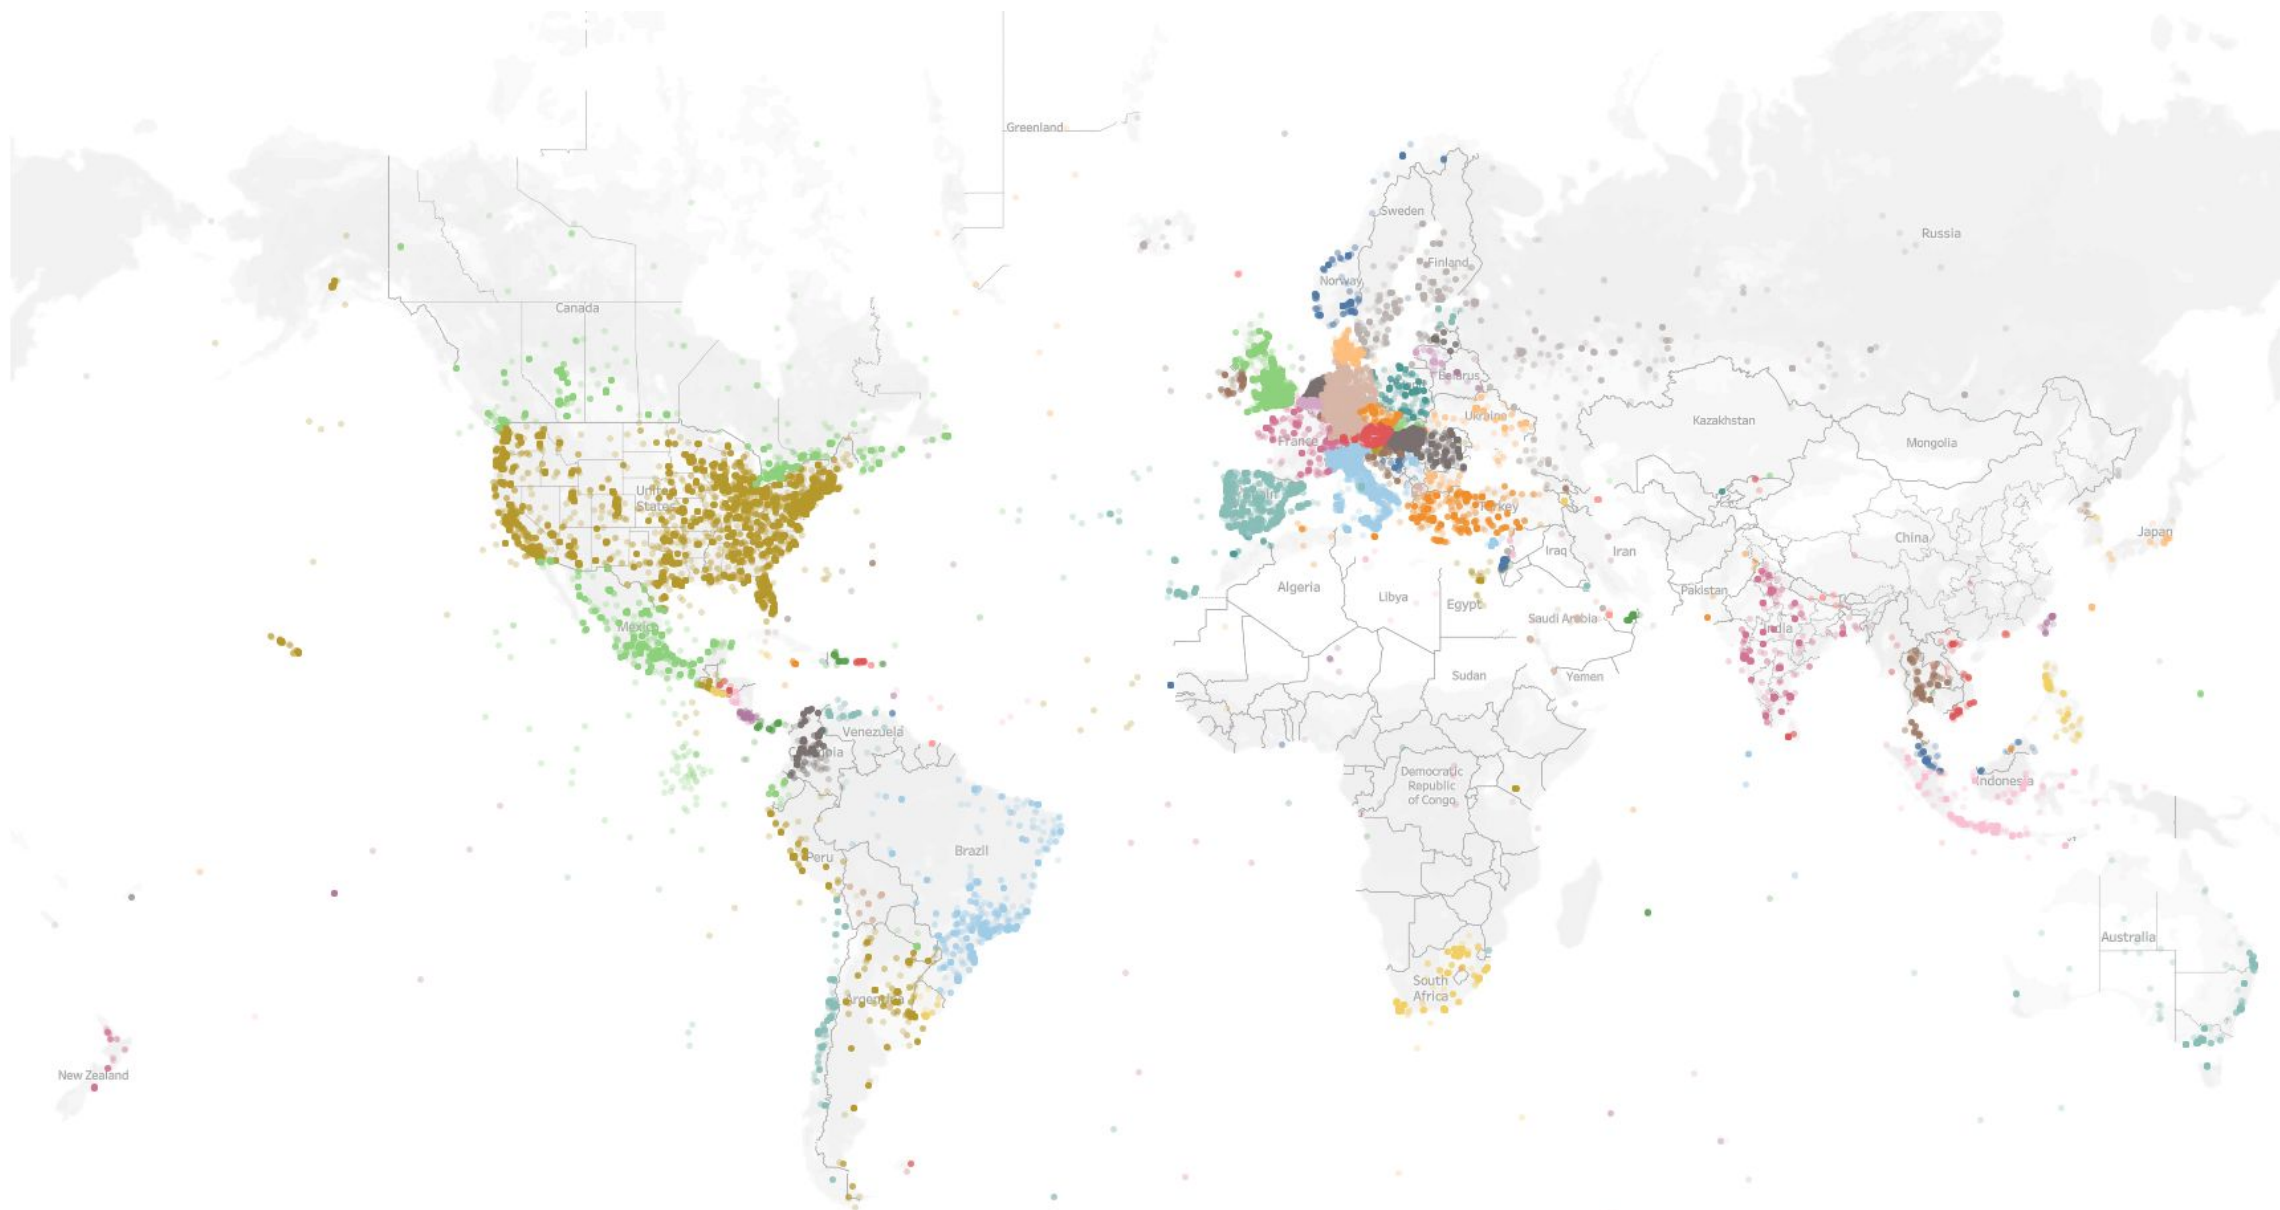 Greenland
Sweden
Russia
Finland
Norway
Canada
Belarus
Ukraine
Kazakhstan
France
Mongolia
United
States
Turkey
Japan
China
Iraq
Iran
Algeria
Libya
Egypt
Pakistan
Saudi Arabia
Mexico
India
Sudan
Yemen
Venezuela
Colombia
Democratic
Republic
of Congo
Indonesia
Brazil
Peru
Australia
South
Africa
Argentina
New Zealand